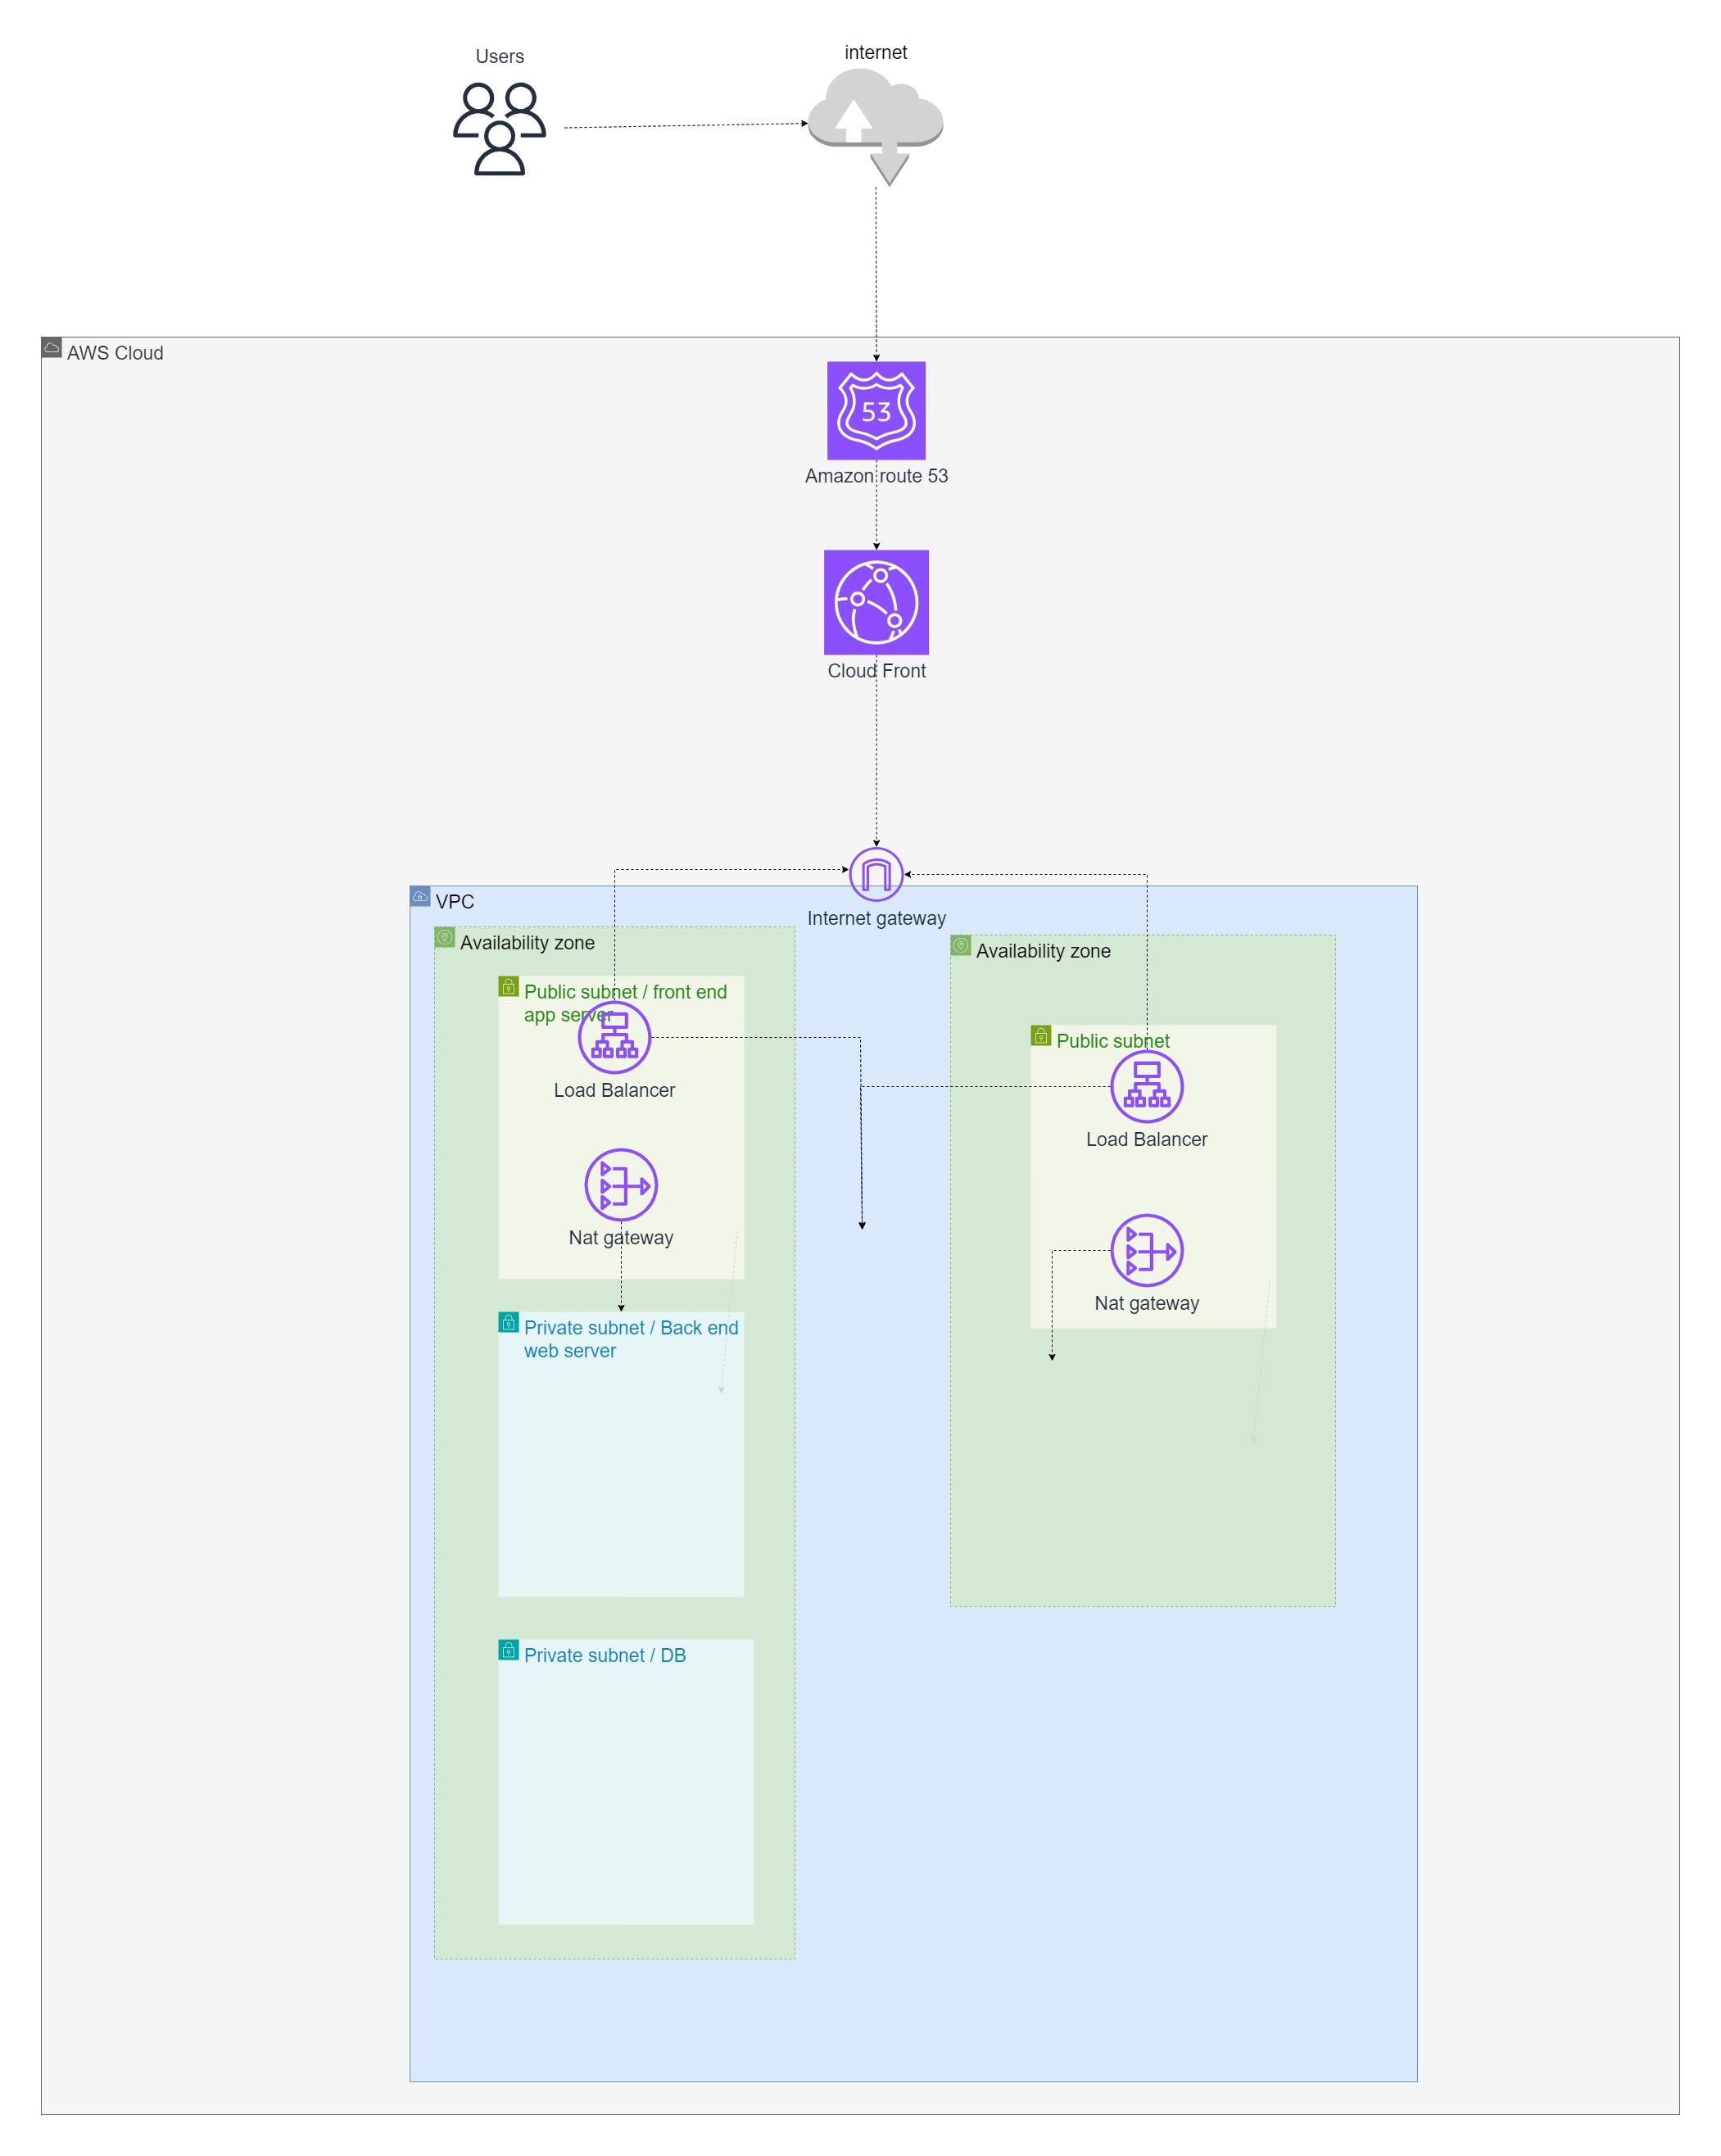 Users
internet
AWS Cloud
53
Amazon route 53
Cloud Front
Internet gateway
VPC
Availability zone
Public subnet / front end
app server
Load Balancer
Nat gateway
Private subnet / Back end
web server
Private subnet / DB
Availability zone
Public subnet
Load Balancer
Nat gateway